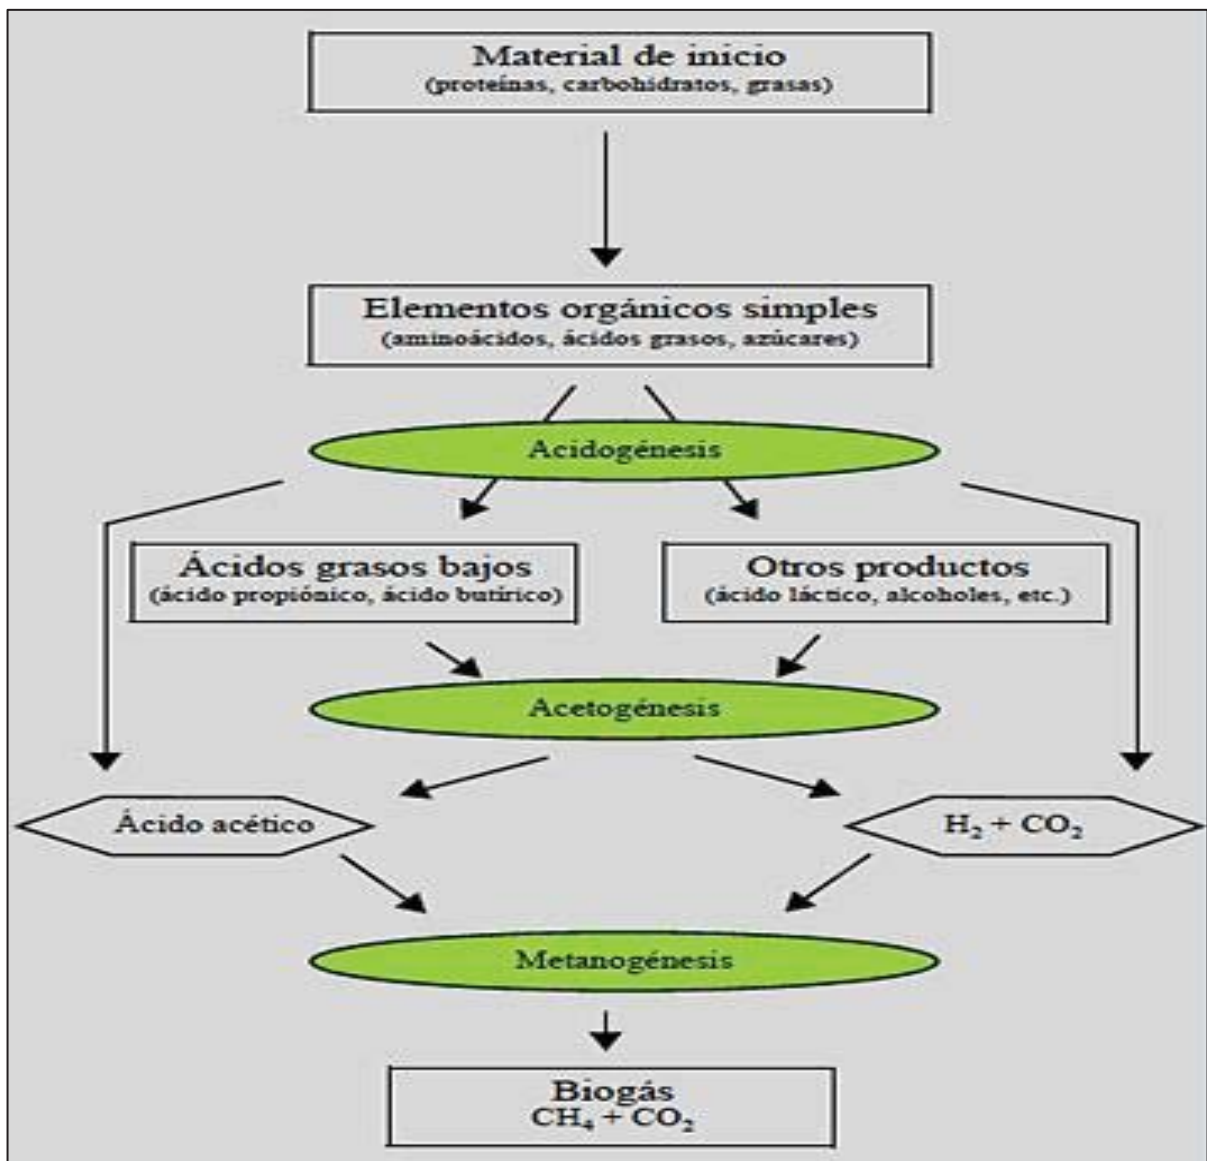 Material de inicio
(proteínas, carbohidratos, grasas)
Elementos orgánicos simples
(aminoácidos, ácidos grasos, azúcares)
Acidogénesis
Ácidos grasos bajos
(ácido propiónico, ácido butírico)
Otros productos
(ácido láctico, alcoholes, etc.)
Acetogénesis
Ácido acético
H₂ + CO₂
Metanogénesis
Biogás
CH₄ + CO₂